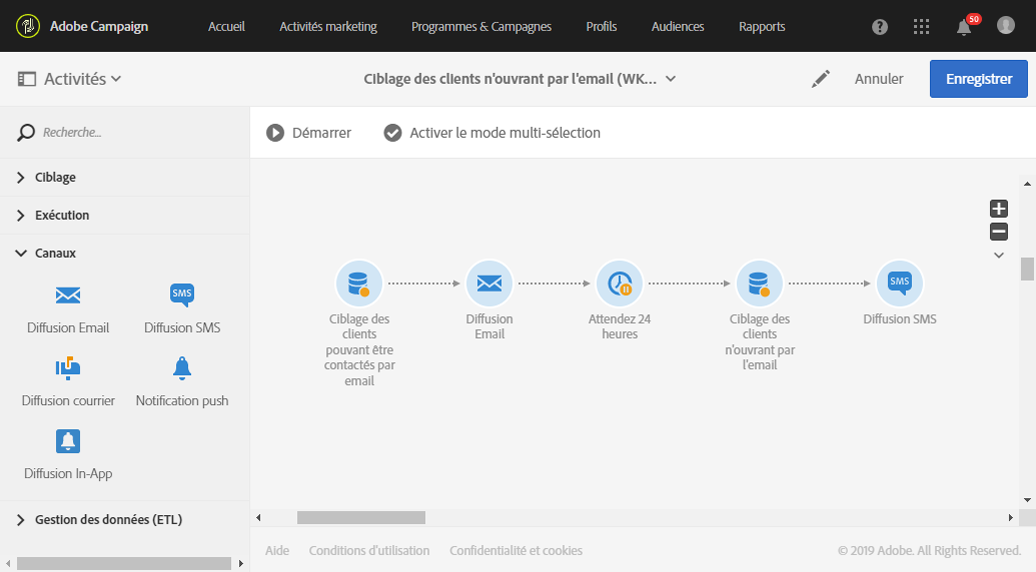 Adobe Campaign
Accueil
Activités marketing
Programmes & Campagnes
Profils
Audiences
Rapports
?
50
Activités
Ciblage des clients n'ouvrant par l'email (WK...
Annuler
Enregistrer
Recherche...
Démarrer
Activer le mode multi-sélection
Ciblage
Exécution
Canaux
SMS
Diffusion Email
Diffusion SMS
Diffusion courrier
Notification push
Diffusion In-App
Gestion des données (ETL)
SMS
Ciblage des
clients
pouvant être
contactés par
email
Diffusion
Email
Attendez 24
heures
Ciblage des
clients
n'ouvrant par
l'email
Diffusion SMS
Aide
Conditions d'utilisation
Confidentialité et cookies
© 2019 Adobe. All Rights Reserved.